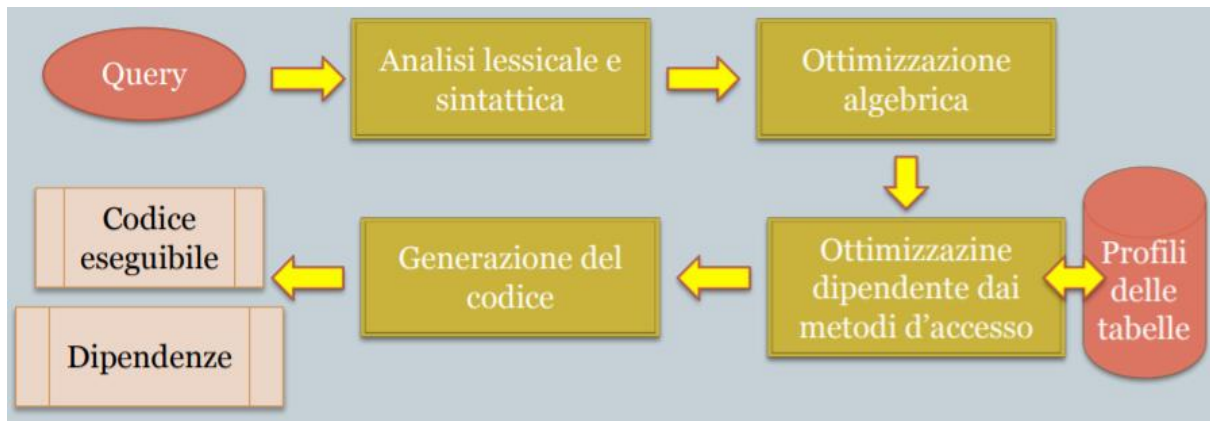 Query
Analisi lessicale e
sintattica
Ottimizzazione
algebrica
Codice
eseguibile
Generazione del
codice
Ottimizzazine
dipendente dai
metodi d'accesso
Profili
delle
tabelle
Dipendenze